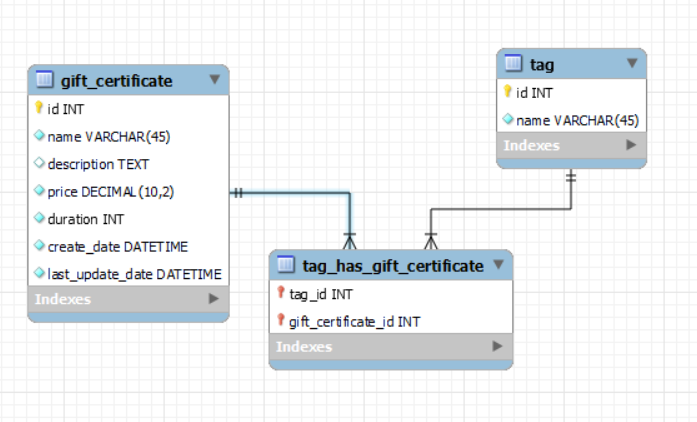 gift_certificate
id INT
name VARCHAR(45)
description TEXT
price DECIMAL(10,2)
duration INT
create_date DATETIME
last_update_date DATETIME
Indexes
tag
id INT
name VARCHAR(45)
Indexes
tag_has_gift_certificate
tag_id INT
gift_certificate_id INT
Indexes